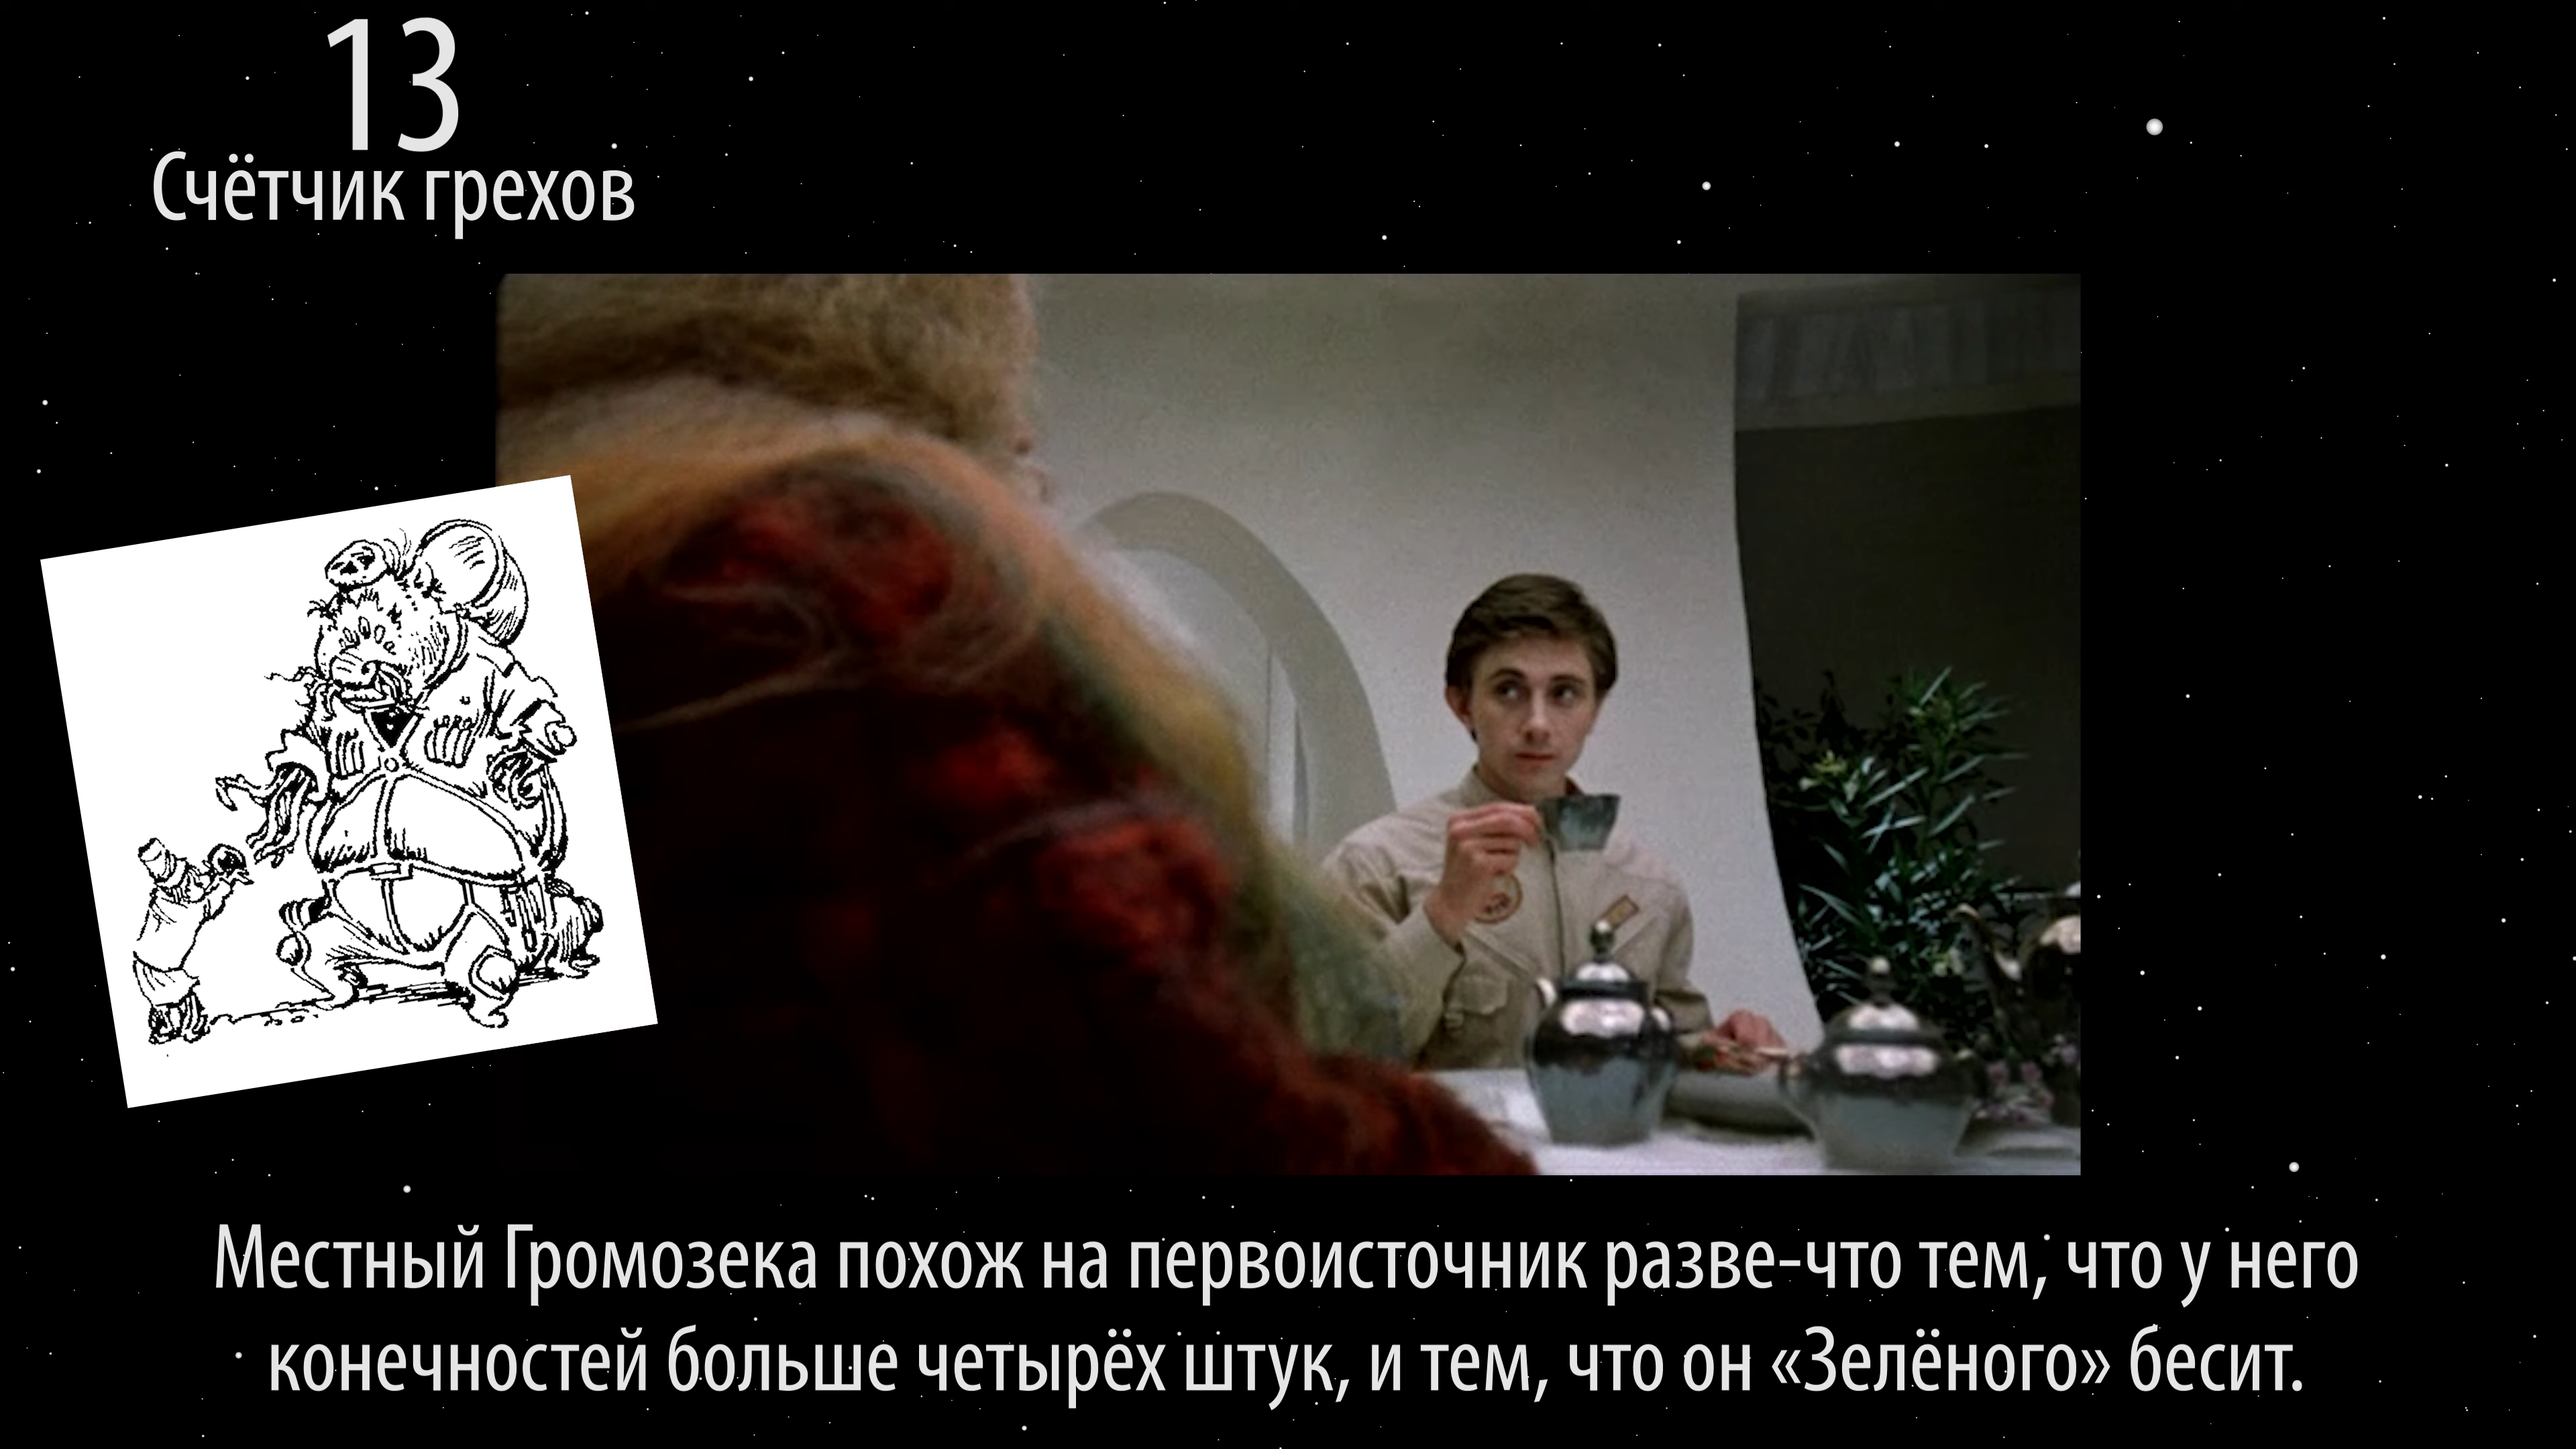 13
Счётчик грехов
Местный Громозека похож на первоисточник разве-что тем, что у него
конечностей больше четырёх штук, и тем, что он «Зелёного» бесит.